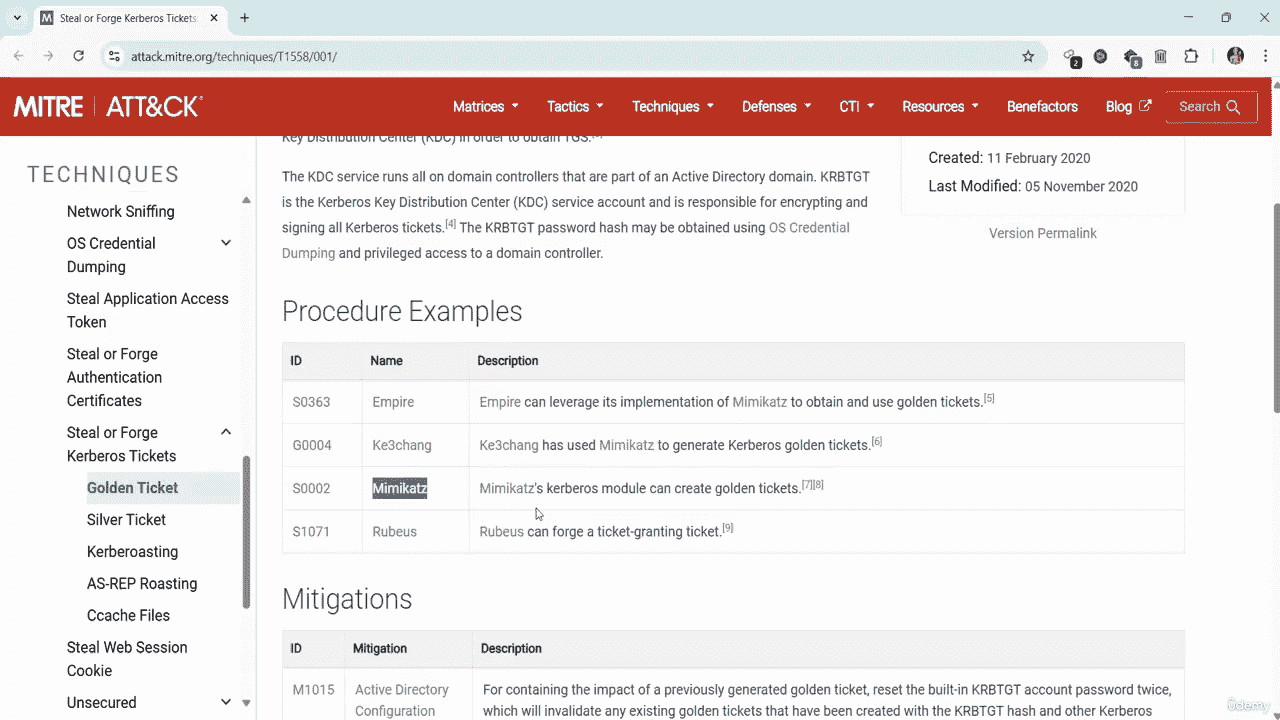 Steal or Forge Kerberos Tickets:
attack.mitre.org/techniques/T1558/001/
2
8
MITRE | ATT&CK®
Matrices
Tactics
Techniques
Defenses
CTI
Resources
Benefactors
Blog
Search
TECHNIQUES
Network Sniffing
OS Credential
Dumping
Steal Application Access
Token
Steal or Forge
Authentication
Certificates
Steal or Forge
Kerberos Tickets
Golden Ticket
Silver Ticket
Kerberoasting
AS-REP Roasting
Ccache Files
Steal Web Session
Cookie
Unsecured
Key Distribution Center (KDC) in order to obtain TGS.
The KDC service runs all on domain controllers that are part of an Active Directory domain. KRBTGT
is the Kerberos Key Distribution Center (KDC) service account and is responsible for encrypting and
signing all Kerberos tickets.[4] The KRBTGT password hash may be obtained using OS Credential
Dumping and privileged access to a domain controller.
Created: 11 February 2020
Last Modified: 05 November 2020
Version Permalink
Procedure Examples
ID Name Description
S0363 Empire Empire can leverage its implementation of Mimikatz to obtain and use golden tickets.[5]
G0004 Ke3chang Ke3chang has used Mimikatz to generate Kerberos golden tickets.[6]
S0002 Mimikatz Mimikatz's kerberos module can create golden tickets.[7][8]
S1071 Rubeus Rubeus can forge a ticket-granting ticket.[9]
Mitigations
ID Mitigation Description
M1015 Active Directory For containing the impact of a previously generated golden ticket, reset the built-in KRBTGT account password twice,
Configuration which will invalidate any existing golden tickets that have been created with the KRBTGT hash and other Kerberos
ûdemy